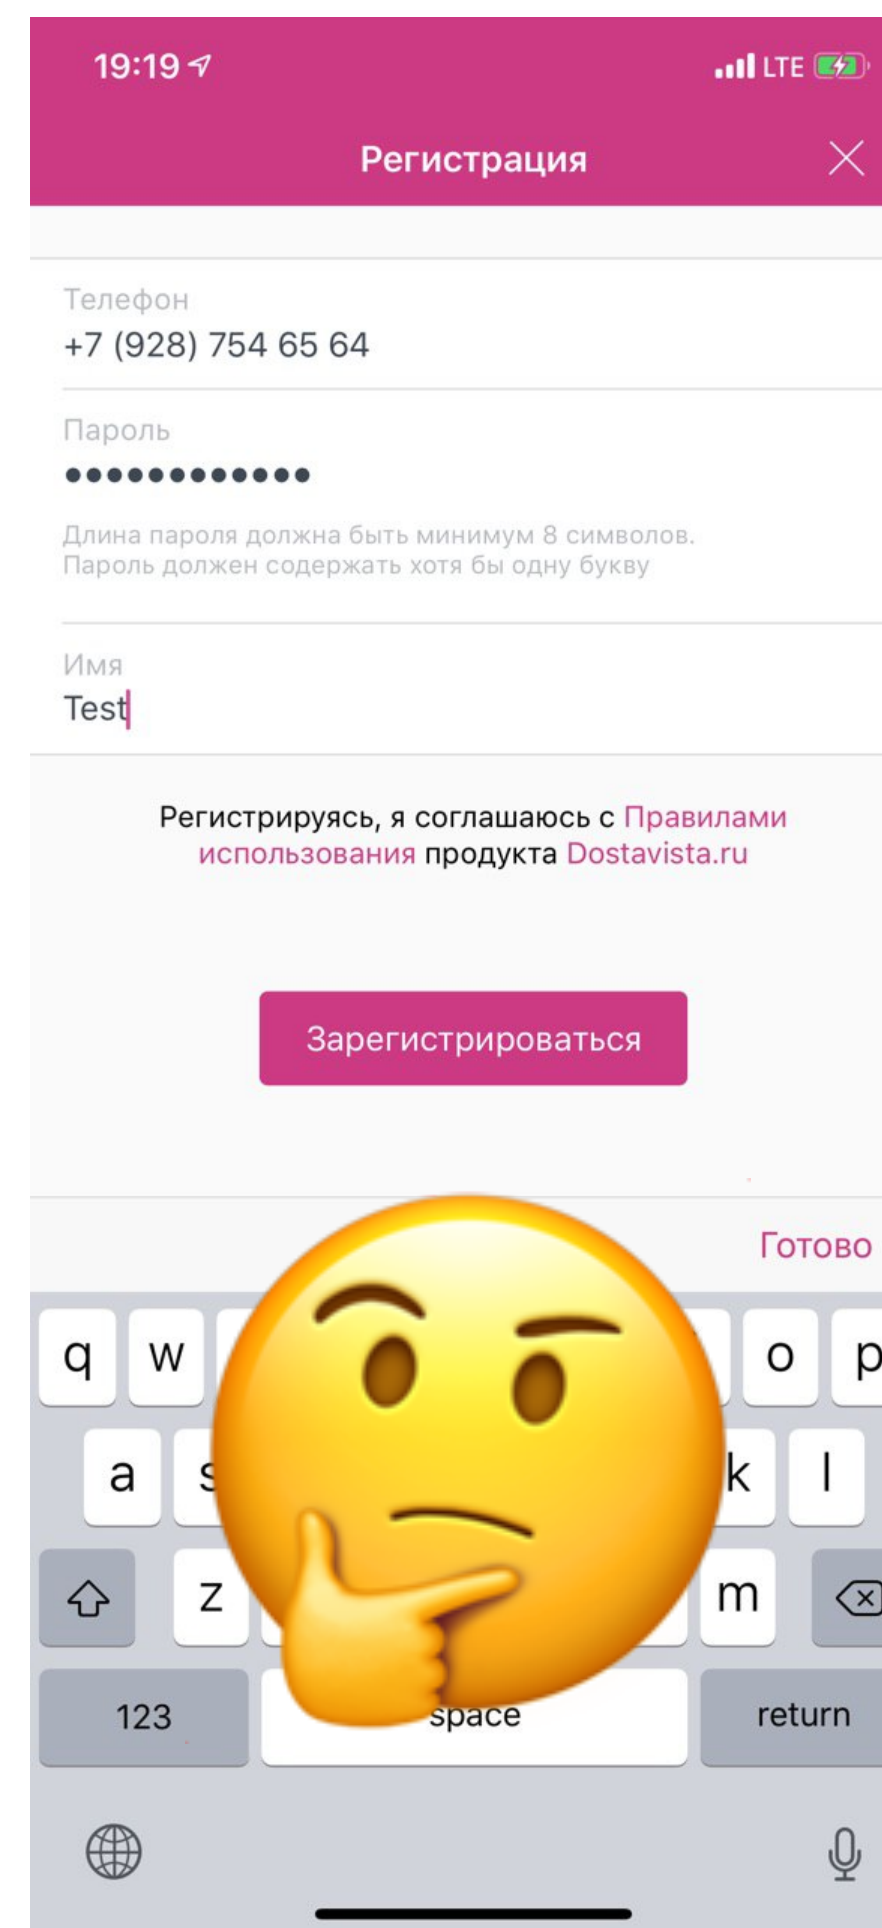 19:19
LTE
Регистрация
Телефон
+7 (928) 754 65 64
Пароль
••••••••••••
Длина пароля должна быть минимум 8 символов.
Пароль должен содержать хотя бы одну букву
Имя
Test
Регистрируясь, я соглашаюсь с Правилами
использования продукта Dostavista.ru
Зарегистрироваться
Готово
q w o p
a s k l
z m
123 space return